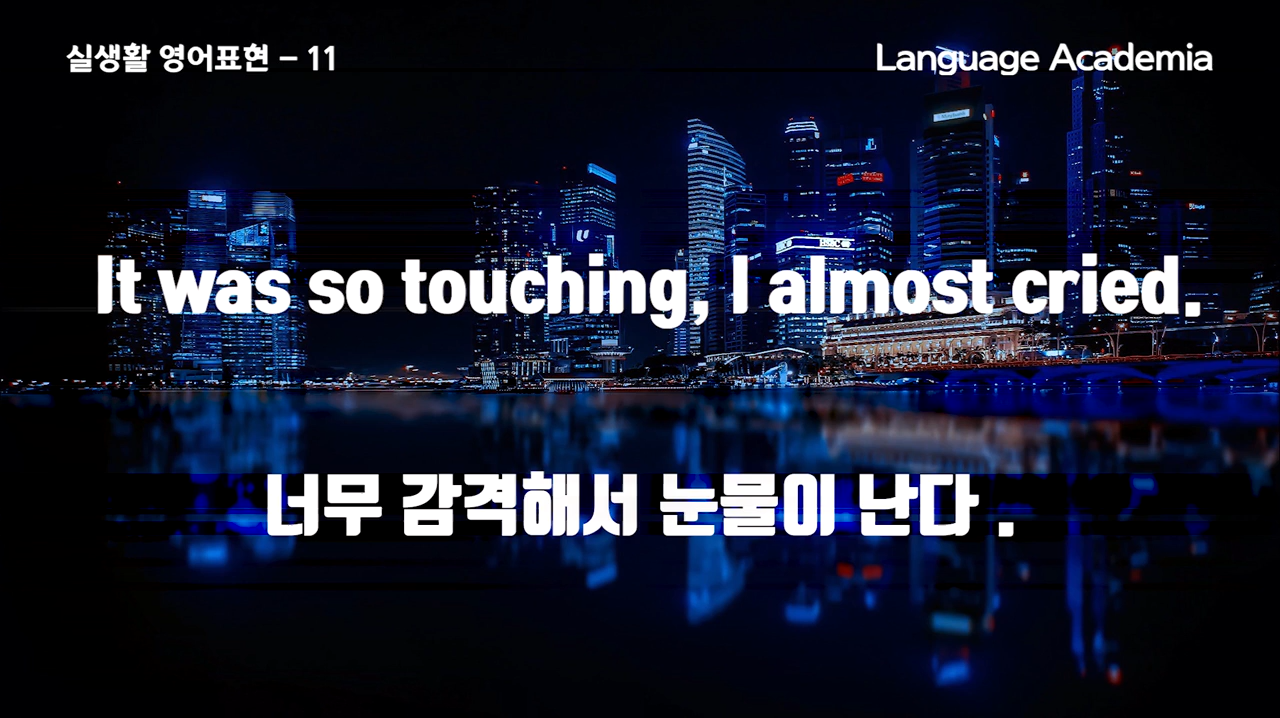 실생활 영어표현 – 11
Language Academia
It was so touching, I almost cried.
너무 감격해서 눈물이 난다 .
HSBC